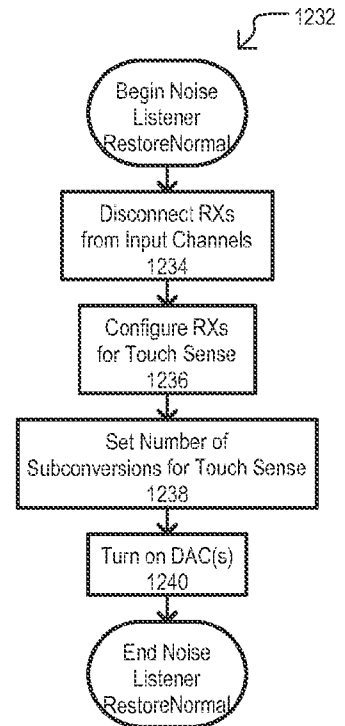 1232
Begin Noise
Listener
RestoreNormal
Disconnect RXs
from Input Channels
1234
Configure RXs
for Touch Sense
1236
Set Number of
Subconversions for Touch Sense
1238
Turn on DAC(s)
1240
End Noise
Listener
RestoreNormal